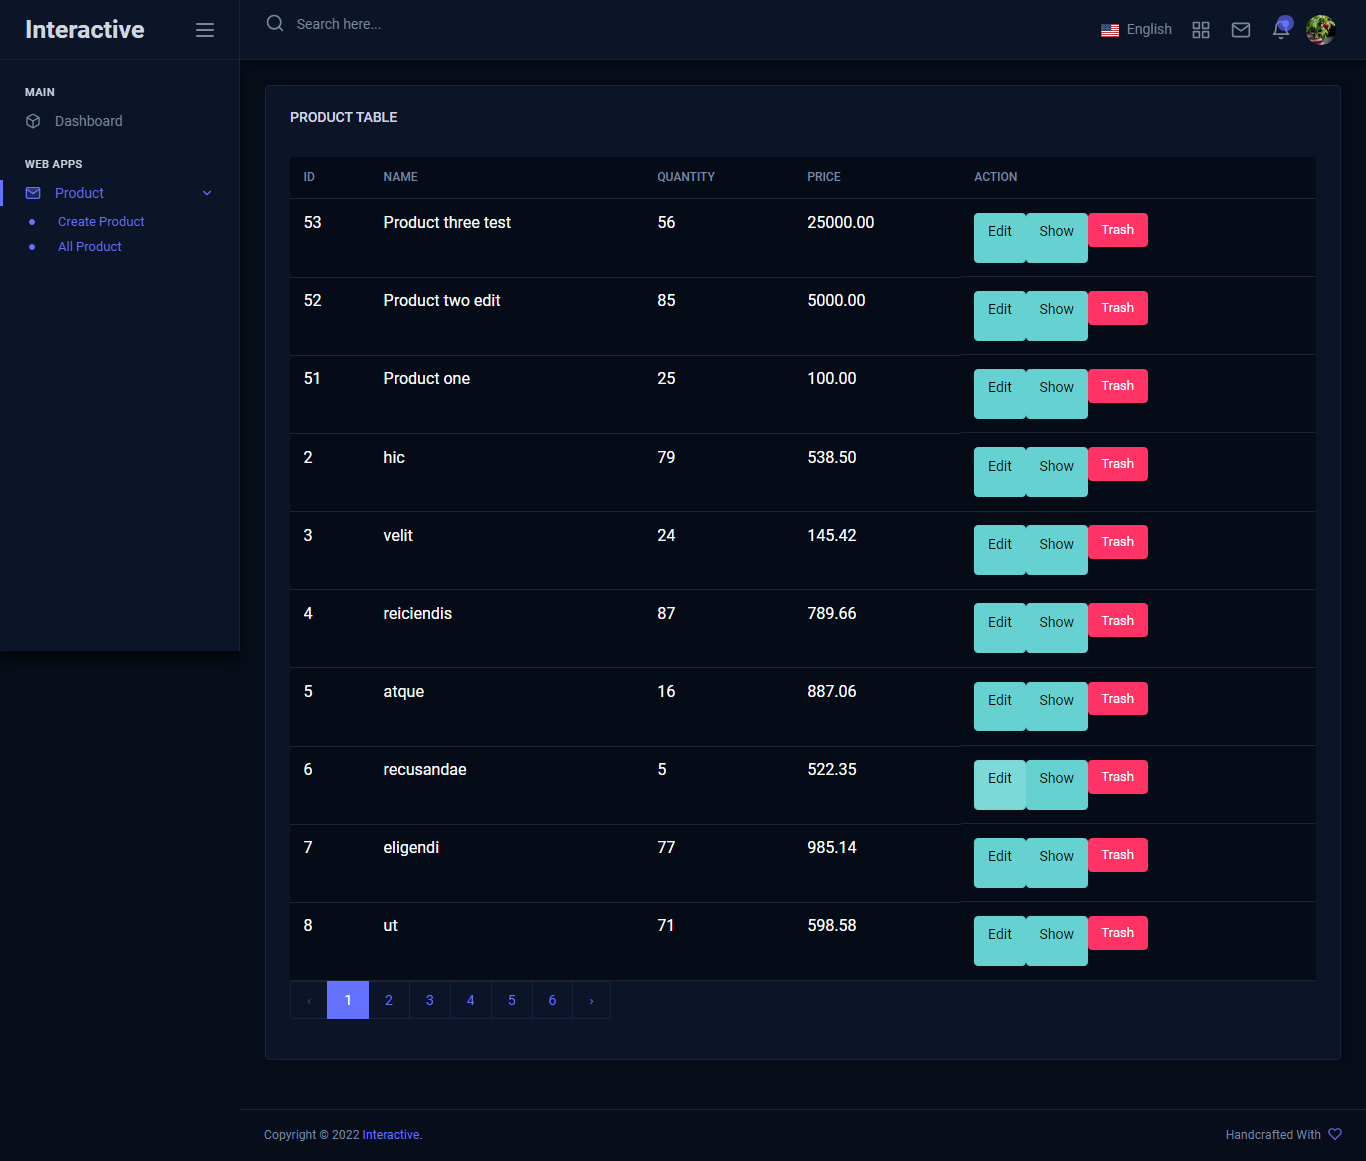 Interactive
Search here...
English
MAIN
Dashboard
WEB APPS
Product
Create Product
All Product
PRODUCT TABLE
ID NAME QUANTITY PRICE ACTION
53 Product three test 56 25000.00 Edit Show Trash
52 Product two edit 85 5000.00 Edit Show Trash
51 Product one 25 100.00 Edit Show Trash
2 hic 79 538.50 Edit Show Trash
3 velit 24 145.42 Edit Show Trash
4 reiciendis 87 789.66 Edit Show Trash
5 atque 16 887.06 Edit Show Trash
6 recusandae 5 522.35 Edit Show Trash
7 eligendi 77 985.14 Edit Show Trash
8 ut 71 598.58 Edit Show Trash
‹ 1 2 3 4 5 6 ›
Copyright © 2022 Interactive.
Handcrafted With